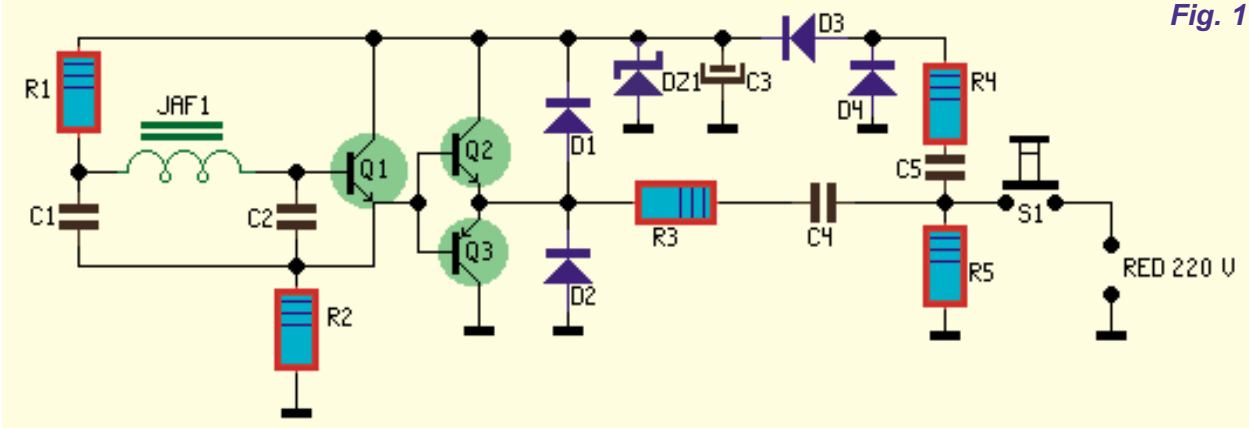 Fig. 1
D3
R1
JAF1
DZ1
C3
D4
R4
Q1
Q2
D1
C5
C1
C2
Q3
R3
C4
S1
D2
R5
RED 220 V
R2